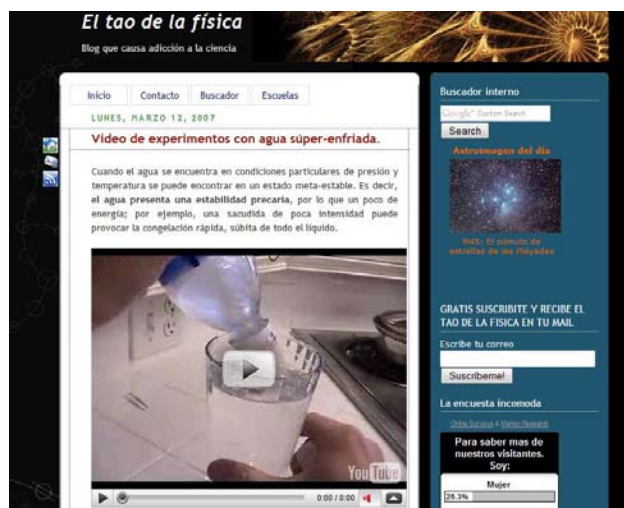 El tao de la física
Blog que causa adicción a la ciencia
Inicio Contacto Buscador Escuelas
LUNES, MARZO 12, 2007
Video de experimentos con agua súper-enfriada.
Cuando el agua se encuentra en condiciones particulares de presión y
temperatura se puede encontrar en un estado meta-estable. Es decir,
el agua presenta una estabilidad precaria, por lo que un poco de
energía; por ejemplo, una sacudida de poca intensidad puede
provocar la congelación rápida, súbita de todo el líquido.
YouTube
0:00 / 0:00
Buscador interno
Google™ Custom Search
Search
Astroimagen del día
M45: El cúmulo de
estrellas de las Pléyades
GRATIS SUSCRIBITE Y RECIBE EL
TAO DE LA FISICA EN TU MAIL
Escribe tu correo
Suscribeme!
La encuesta incomoda
Online Surveys & Market Research
Para saber mas de
nuestros visitantes.
Soy:
Mujer
26.3%